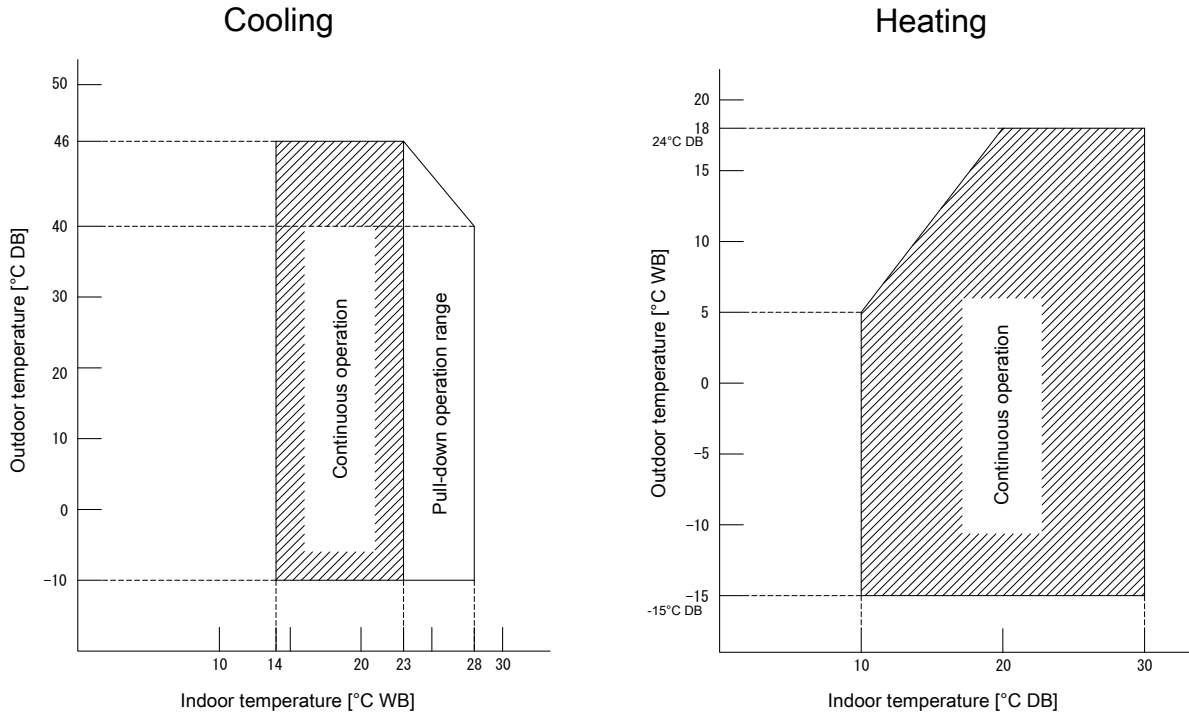 Cooling
50
46
40
30
20
10
0
-10
Outdoor temperature [°C DB]
Continuous operation
Pull-down operation range
10
14
20
23
28
30
Indoor temperature [°C WB]
Heating
20
18
24°C DB
15
10
5
0
-5
-10
-15
-15°C DB
Outdoor temperature [°C WB]
Continuous operation
10
20
30
Indoor temperature [°C DB]